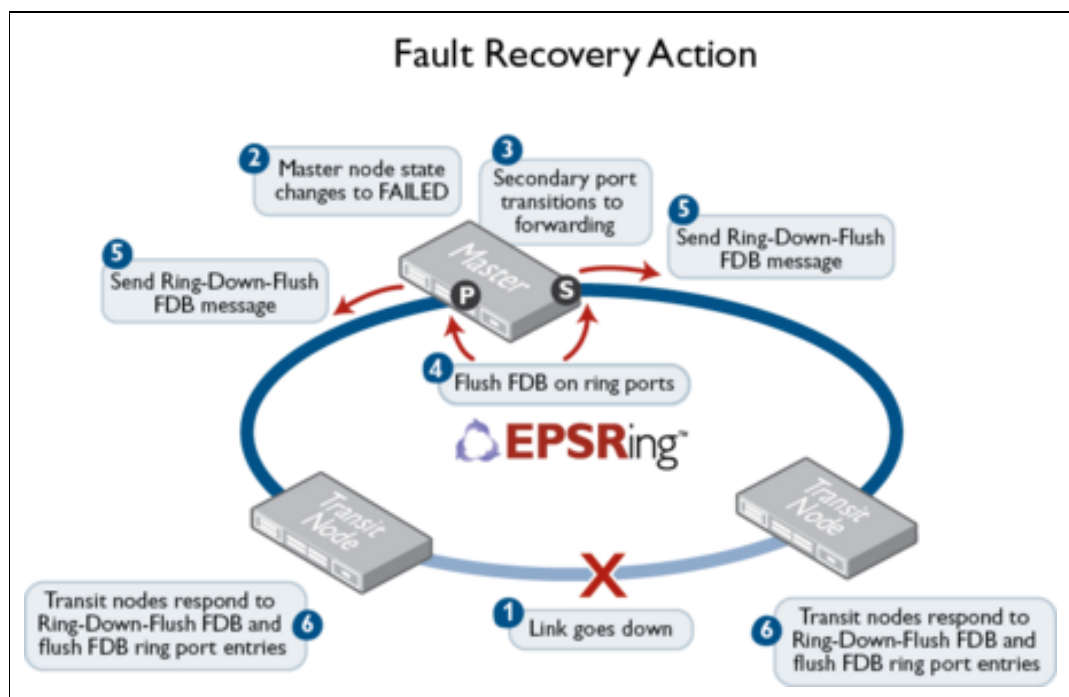 Fault Recovery Action
2
Master node state
changes to FAILED
3
Secondary port
transitions to
forwarding
5
Send Ring-Down-Flush
FDB message
5
Send Ring-Down-Flush
FDB message
Master
P
S
4
Flush FDB on ring ports
EPSRing™
Transit
Node
Transit
Node
1
Link goes down
Transit nodes respond to
Ring-Down-Flush FDB and
flush FDB ring port entries
6
6
Transit nodes respond to
Ring-Down-Flush FDB and
flush FDB ring port entries